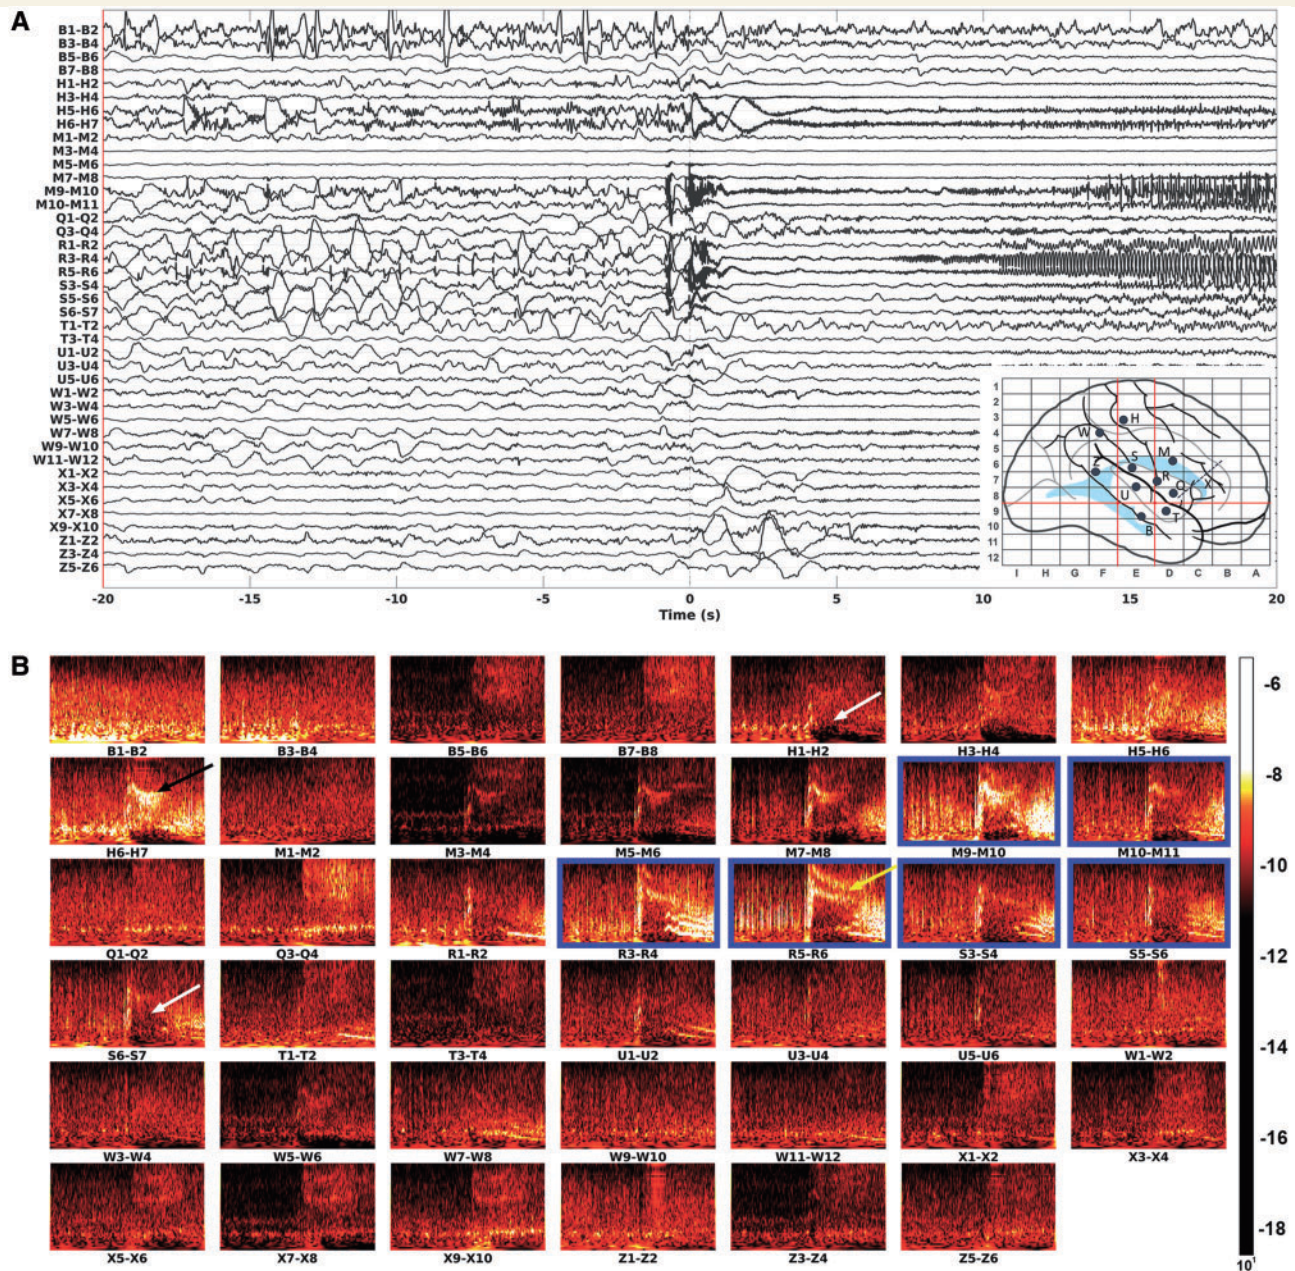 A
B1-B2
B3-B4
B5-B6
B7-B8
H1-H2
H3-H4
H5-H6
H6-H7
M1-M2
M3-M4
M5-M6
M7-M8
M9-M10
M10-M11
Q1-Q2
Q3-Q4
R1-R2
R3-R4
R5-R6
S3-S4
S5-S6
S6-S7
T1-T2
T3-T4
U1-U2
U3-U4
U5-U6
W1-W2
W3-W4
W5-W6
W7-W8
W9-W10
W11-W12
X1-X2
X3-X4
X5-X6
X7-X8
X9-X10
Z1-Z2
Z3-Z4
Z5-Z6
1
2
3
4
5
6
7
8
9
10
11
12
H
W
S
M
Z
R
U
Q
X
T
B
I H G F E D C B A
-20 -15 -10 -5 0 5 10 15 20
Time (s)
B
B1-B2 B3-B4 B5-B6 B7-B8 H1-H2 H3-H4 H5-H6
H6-H7 M1-M2 M3-M4 M5-M6 M7-M8 M9-M10 M10-M11
Q1-Q2 Q3-Q4 R1-R2 R3-R4 R5-R6 S3-S4 S5-S6
S6-S7 T1-T2 T3-T4 U1-U2 U3-U4 U5-U6 W1-W2
W3-W4 W5-W6 W7-W8 W9-W10 W11-W12 X1-X2 X3-X4
X5-X6 X7-X8 X9-X10 Z1-Z2 Z3-Z4 Z5-Z6
-6
-8
-10
-12
-14
-16
-18
10¹